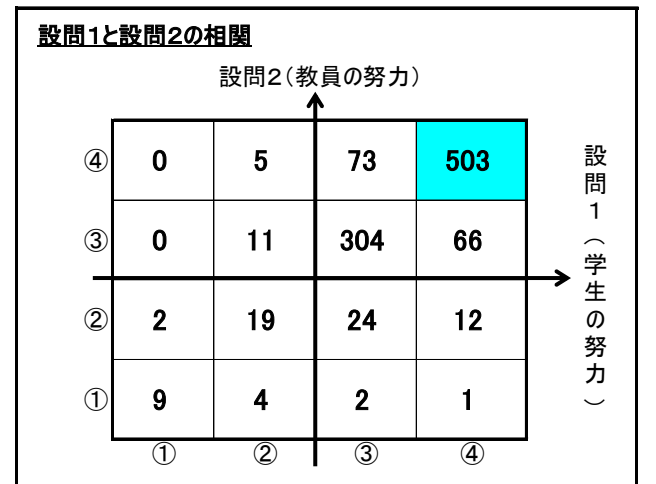 設問1と設問2の相関
設問2(教員の努力)
④ 0 5 73 503
③ 0 11 304 66
② 2 19 24 12
① 9 4 2 1
① ② ③ ④
設問1(学生の努力)